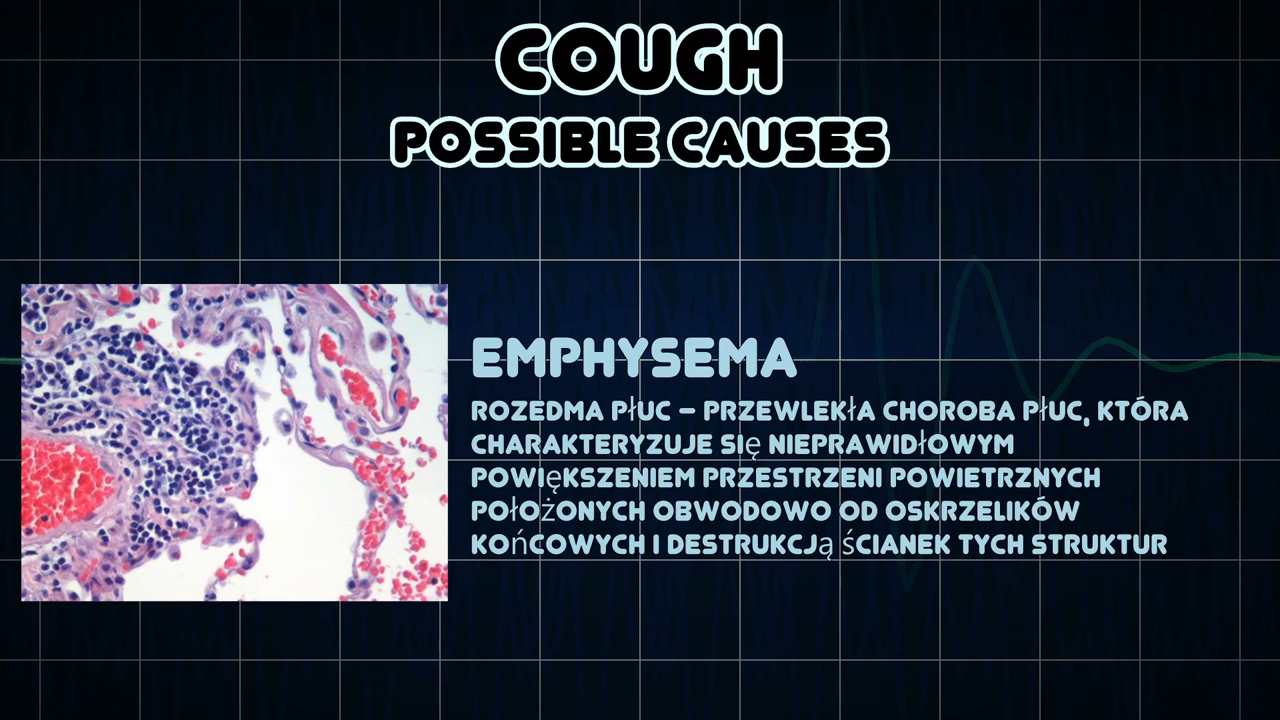 COUGH
POSSIBLE CAUSES
EMPHYSEMA
ROZEDMA PłUC – PRZEWLEKłA CHOROBA PłUC, KTÓRA
CHARAKTERYZUJE SIę NIEPRAWIDłOWYM
POWIęKSZENIEM PRZESTRZENI POWIETRZNYCH
POłOżONYCH OBWODOWO OD OSKRZELIKÓW
KOńCOWYCH I DESTRUKCJą śCIANEK TYCH STRUKTUR